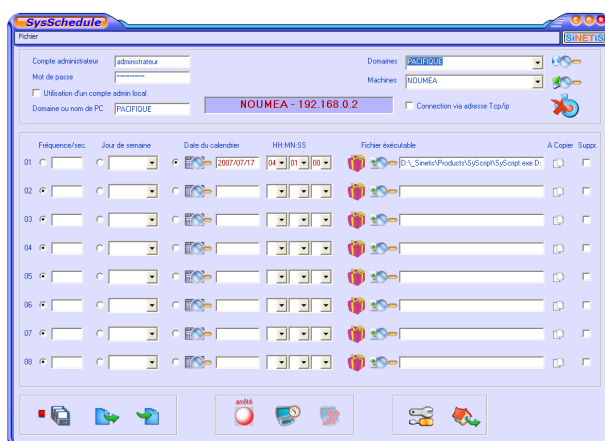 SysSchedule
Fichier
SINETIS
Compte administrateur administrateur Domaines PACIFIQUE
Mot de passe ------------ Machines NOUMEA
Utilisation d'un compte admin local
NOUMEA - 192.168.0.2 Connection via adresse Tcp/ip
Domaine ou nom de PC PACIFIQUE
Fréquence/sec. Jour de semaine Date du calendrier HH:MN:SS Fichier éxécutable A Copier Suppr.
01 2007/07/17 04 01 00 D:\_Sinetis\Products\SyScript\SyScript.exe D:
02
03
04
05
06
07
08
arrêté